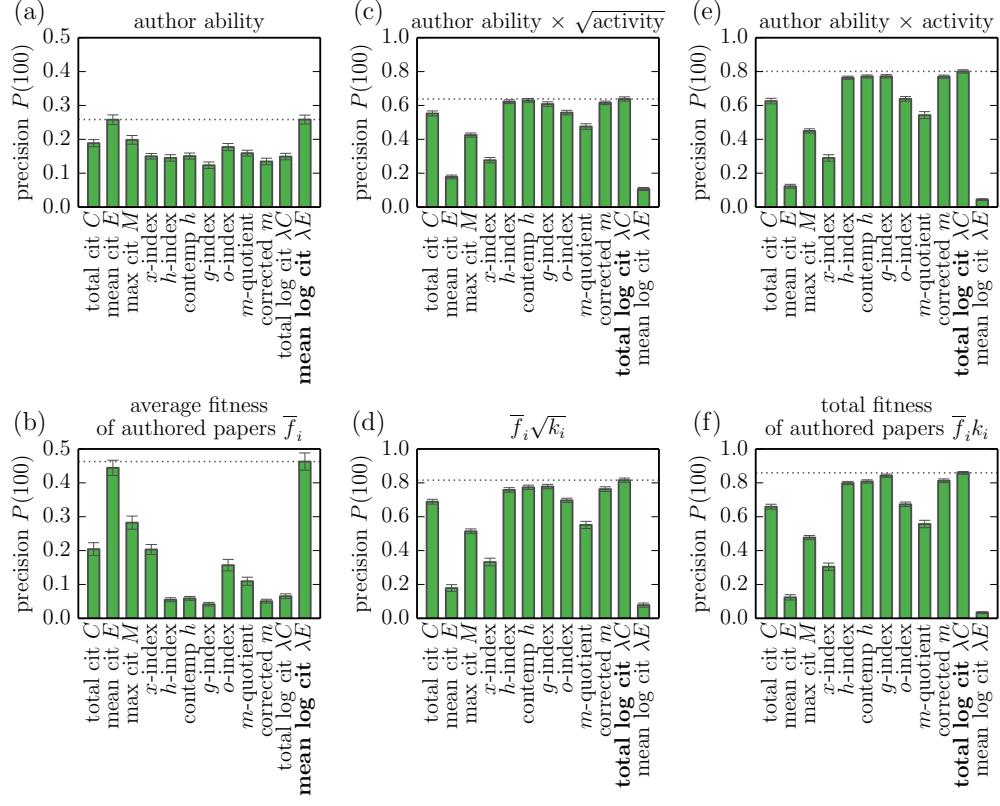 (a)
author ability
precision P(100)
0.5
0.4
0.3
0.2
0.1
0.0
total cit C
mean cit E
max cit M
x-index
h-index
contemp h
g-index
o-index
m-quotient
corrected m
total log cit λC
mean log cit λE
(c)
author ability × √activity
precision P(100)
1.0
0.8
0.6
0.4
0.2
0.0
total cit C
mean cit E
max cit M
x-index
h-index
contemp h
g-index
o-index
m-quotient
corrected m
total log cit λC
mean log cit λE
(e)
author ability × activity
precision P(100)
1.0
0.8
0.6
0.4
0.2
0.0
total cit C
mean cit E
max cit M
x-index
h-index
contemp h
g-index
o-index
m-quotient
corrected m
total log cit λC
mean log cit λE
(b)
average fitness
of authored papers f̅ᵢ
precision P(100)
0.5
0.4
0.3
0.2
0.1
0.0
total cit C
mean cit E
max cit M
x-index
h-index
contemp h
g-index
o-index
m-quotient
corrected m
total log cit λC
mean log cit λE
(d)
f̅ᵢ√kᵢ
precision P(100)
1.0
0.8
0.6
0.4
0.2
0.0
total cit C
mean cit E
max cit M
x-index
h-index
contemp h
g-index
o-index
m-quotient
corrected m
total log cit λC
mean log cit λE
(f)
total fitness
of authored papers f̅ᵢkᵢ
precision P(100)
1.0
0.8
0.6
0.4
0.2
0.0
total cit C
mean cit E
max cit M
x-index
h-index
contemp h
g-index
o-index
m-quotient
corrected m
total log cit λC
mean log cit λE